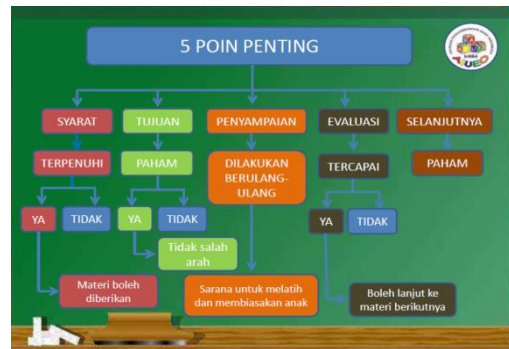 5 POIN PENTING
SYARAT
TUJUAN
PENYAMPAIAN
EVALUASI
SELANJUTNYA
TERPENUHI
PAHAM
DILAKUKAN
BERULANG-
ULANG
TERCAPAI
PAHAM
YA
TIDAK
YA
TIDAK
YA
TIDAK
Tidak salah
arah
Materi boleh
diberikan
Sarana untuk melatih
dan membiasakan anak
Boleh lanjut ke
materi berikutnya